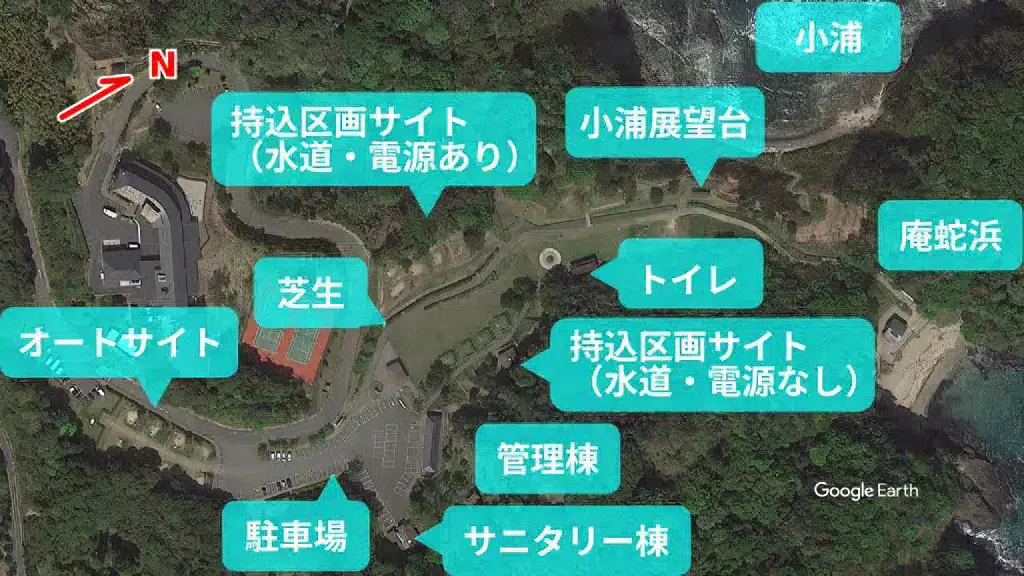 小浦
N
持込区画サイト
（水道・電源あり）
小浦展望台
庵蛇浜
トイレ
芝生
オートサイト
持込区画サイト
（水道・電源なし）
管理棟
Google Earth
駐車場
サニタリー棟